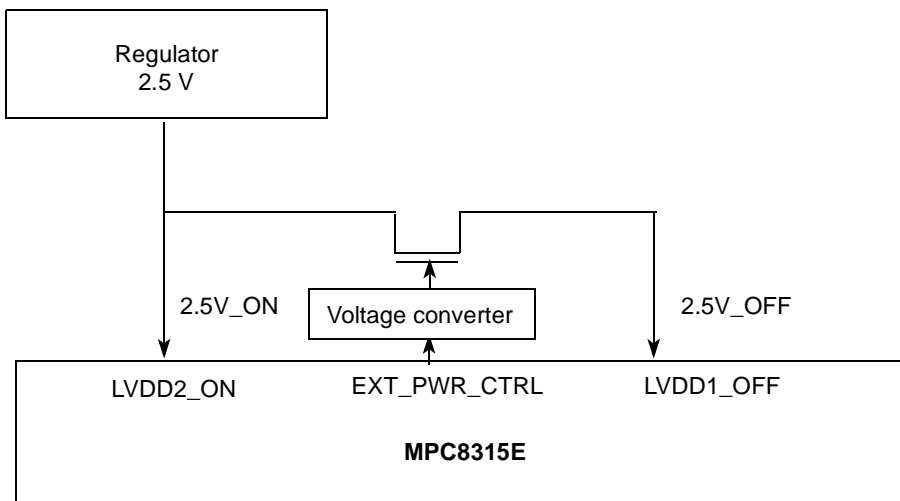 Regulator
2.5 V
2.5V_ON
Voltage converter
2.5V_OFF
LVDD2_ON
EXT_PWR_CTRL
LVDD1_OFF
MPC8315E